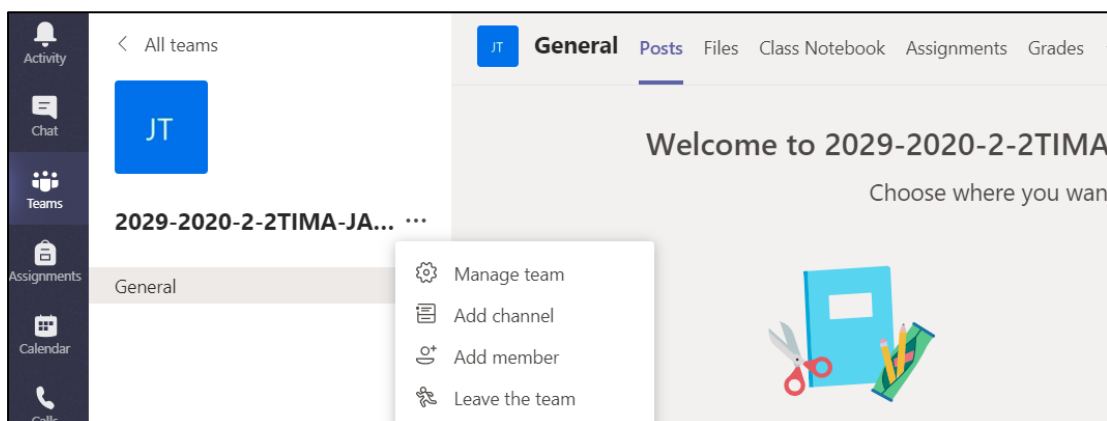 Activity
Chat
Teams
Assignments
Calendar
Calls
< All teams
JT
2029-2020-2-2TIMA-JA... ...
General
Manage team
Add channel
Add member
Leave the team
JT General Posts Files Class Notebook Assignments Grades
Welcome to 2029-2020-2-2TIMA
Choose where you wan